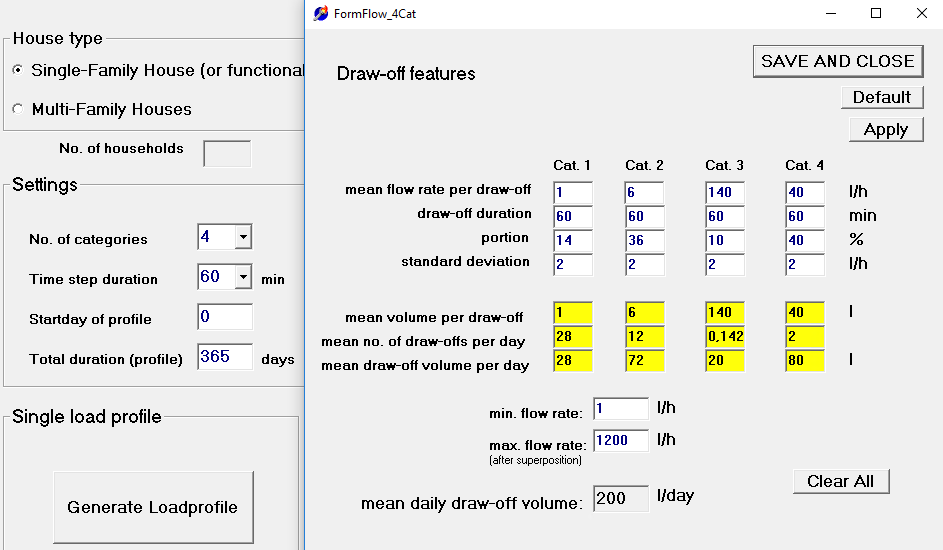 House type
Single-Family House (or functional
Multi-Family Houses
No. of households
Settings
No. of categories 4
Time step duration 60 min
Startday of profile 0
Total duration (profile) 365 days
Single load profile
Generate Loadprofile
FormFlow_4Cat
Draw-off features
SAVE AND CLOSE
Default
Apply
Cat. 1 Cat. 2 Cat. 3 Cat. 4
mean flow rate per draw-off 1 6 140 40 l/h
draw-off duration 60 60 60 60 min
portion 14 36 10 40 %
standard deviation 2 2 2 2 l/h
mean volume per draw-off 1 6 140 40 l
mean no. of draw-offs per day 28 12 0,142 2
mean draw-off volume per day 28 72 20 80 l
min. flow rate: 1 l/h
max. flow rate: 1200 l/h
(after superposition)
Clear All
mean daily draw-off volume: 200 l/day